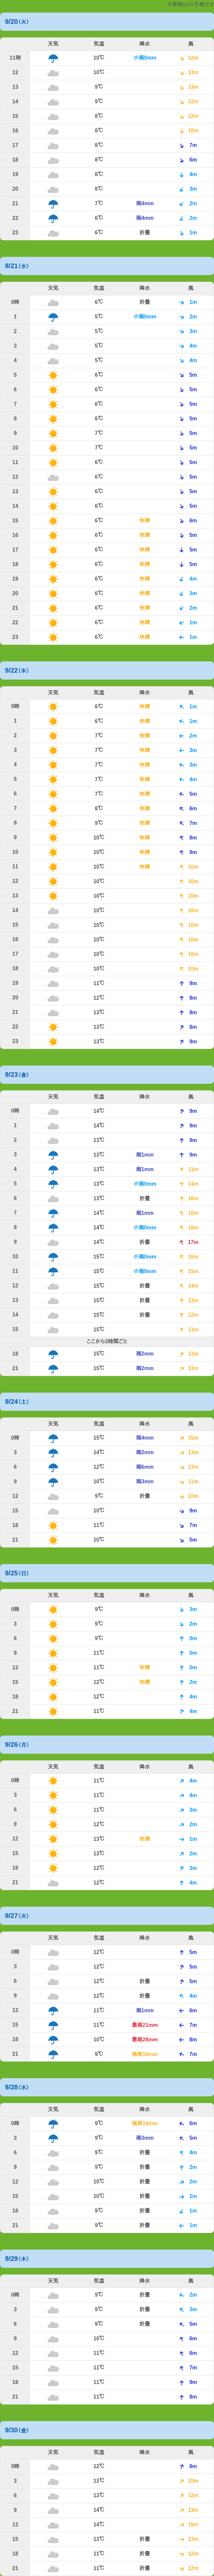 ※東吾妻山の予報です
9/20(火)
天気 気温 降水 風
11時 10℃ 小雨0mm 12m
12 10℃ 13m
13 9℃ 13m
14 9℃ 12m
15 8℃ 12m
16 8℃ 10m
17 8℃ 7m
18 8℃ 6m
19 8℃ 4m
20 8℃ 3m
21 7℃ 雨4mm 2m
22 6℃ 雨4mm 2m
23 6℃ 折畳 1m
9/21(水)
天気 気温 降水 風
0時 6℃ 折畳 1m
1 5℃ 小雨0mm 2m
2 5℃ 3m
3 5℃ 4m
4 5℃ 4m
5 6℃ 5m
6 6℃ 5m
7 6℃ 5m
8 6℃ 5m
9 7℃ 5m
10 7℃ 5m
11 6℃ 5m
12 6℃ 5m
13 6℃ 5m
14 6℃ 5m
15 6℃ 快晴 6m
16 6℃ 快晴 5m
17 6℃ 快晴 5m
18 6℃ 快晴 5m
19 6℃ 快晴 4m
20 6℃ 快晴 3m
21 6℃ 快晴 2m
22 6℃ 快晴 1m
23 6℃ 快晴 1m
9/22(木)
天気 気温 降水 風
0時 6℃ 快晴 1m
1 6℃ 快晴 1m
2 7℃ 快晴 2m
3 7℃ 快晴 3m
4 7℃ 快晴 3m
5 7℃ 快晴 4m
6 7℃ 快晴 5m
7 8℃ 快晴 6m
8 9℃ 快晴 7m
9 10℃ 快晴 8m
10 10℃ 快晴 9m
11 10℃ 快晴 10m
12 10℃ 10m
13 10℃ 10m
14 10℃ 10m
15 10℃ 10m
16 10℃ 10m
17 10℃ 10m
18 10℃ 10m
19 11℃ 9m
20 12℃ 8m
21 13℃ 8m
22 13℃ 8m
23 13℃ 9m
9/23(金)
天気 気温 降水 風
0時 14℃ 9m
1 14℃ 9m
2 13℃ 9m
3 13℃ 雨1mm 9m
4 13℃ 雨1mm 11m
5 13℃ 小雨0mm 14m
6 13℃ 折畳 16m
7 14℃ 雨1mm 16m
8 14℃ 小雨0mm 16m
9 14℃ 折畳 17m
10 15℃ 小雨0mm 16m
11 15℃ 小雨0mm 15m
12 15℃ 折畳 14m
13 15℃ 折畳 13m
14 15℃ 折畳 12m
15 15℃ 11m
ここから3時間ごと
18 15℃ 雨2mm 13m
21 15℃ 雨2mm 13m
9/24(土)
天気 気温 降水 風
0時 15℃ 雨4mm 15m
3 14℃ 雨2mm 13m
6 12℃ 雨6mm 13m
9 10℃ 雨3mm 11m
12 9℃ 折畳 10m
15 10℃ 9m
18 11℃ 7m
21 10℃ 5m
9/25(日)
天気 気温 降水 風
0時 9℃ 3m
3 9℃ 2m
6 9℃ 0m
9 11℃ 0m
12 11℃ 快晴 0m
15 12℃ 快晴 2m
18 12℃ 4m
21 11℃ 4m
9/26(月)
天気 気温 降水 風
0時 11℃ 4m
3 11℃ 4m
6 11℃ 3m
9 12℃ 2m
12 13℃ 快晴 1m
15 13℃ 2m
18 12℃ 3m
21 12℃ 4m
9/27(火)
天気 気温 降水 風
0時 12℃ 5m
3 12℃ 5m
6 12℃ 折畳 5m
9 12℃ 折畳 4m
12 11℃ 雨1mm 6m
15 11℃ 激雨21mm 7m
18 10℃ 激雨28mm 8m
21 9℃ 強雨18mm 7m
9/28(水)
天気 気温 降水 風
0時 9℃ 強雨18mm 6m
3 9℃ 雨3mm 5m
6 9℃ 折畳 4m
9 9℃ 折畳 2m
12 10℃ 折畳 2m
15 10℃ 折畳 1m
18 9℃ 折畳 1m
21 9℃ 折畳 1m
9/29(木)
天気 気温 降水 風
0時 9℃ 折畳 2m
3 9℃ 折畳 3m
6 9℃ 折畳 5m
9 10℃ 6m
12 11℃ 6m
15 11℃ 7m
18 11℃ 9m
21 11℃ 8m
9/30(金)
天気 気温 降水 風
0時 12℃ 8m
3 13℃ 10m
6 13℃ 12m
9 14℃ 13m
12 14℃ 15m
15 13℃ 折畳 13m
18 11℃ 折畳 12m
21 11℃ 折畳 12m